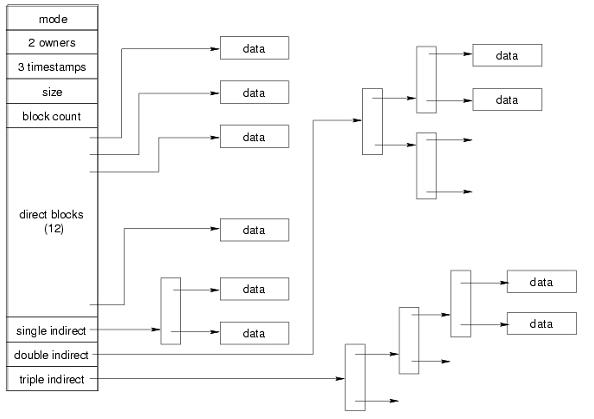 mode
2 owners
3 timestamps
size
block count
direct blocks
(12)
single indirect
double indirect
triple indirect
data
data
data
data
data
data
data
data
data
data